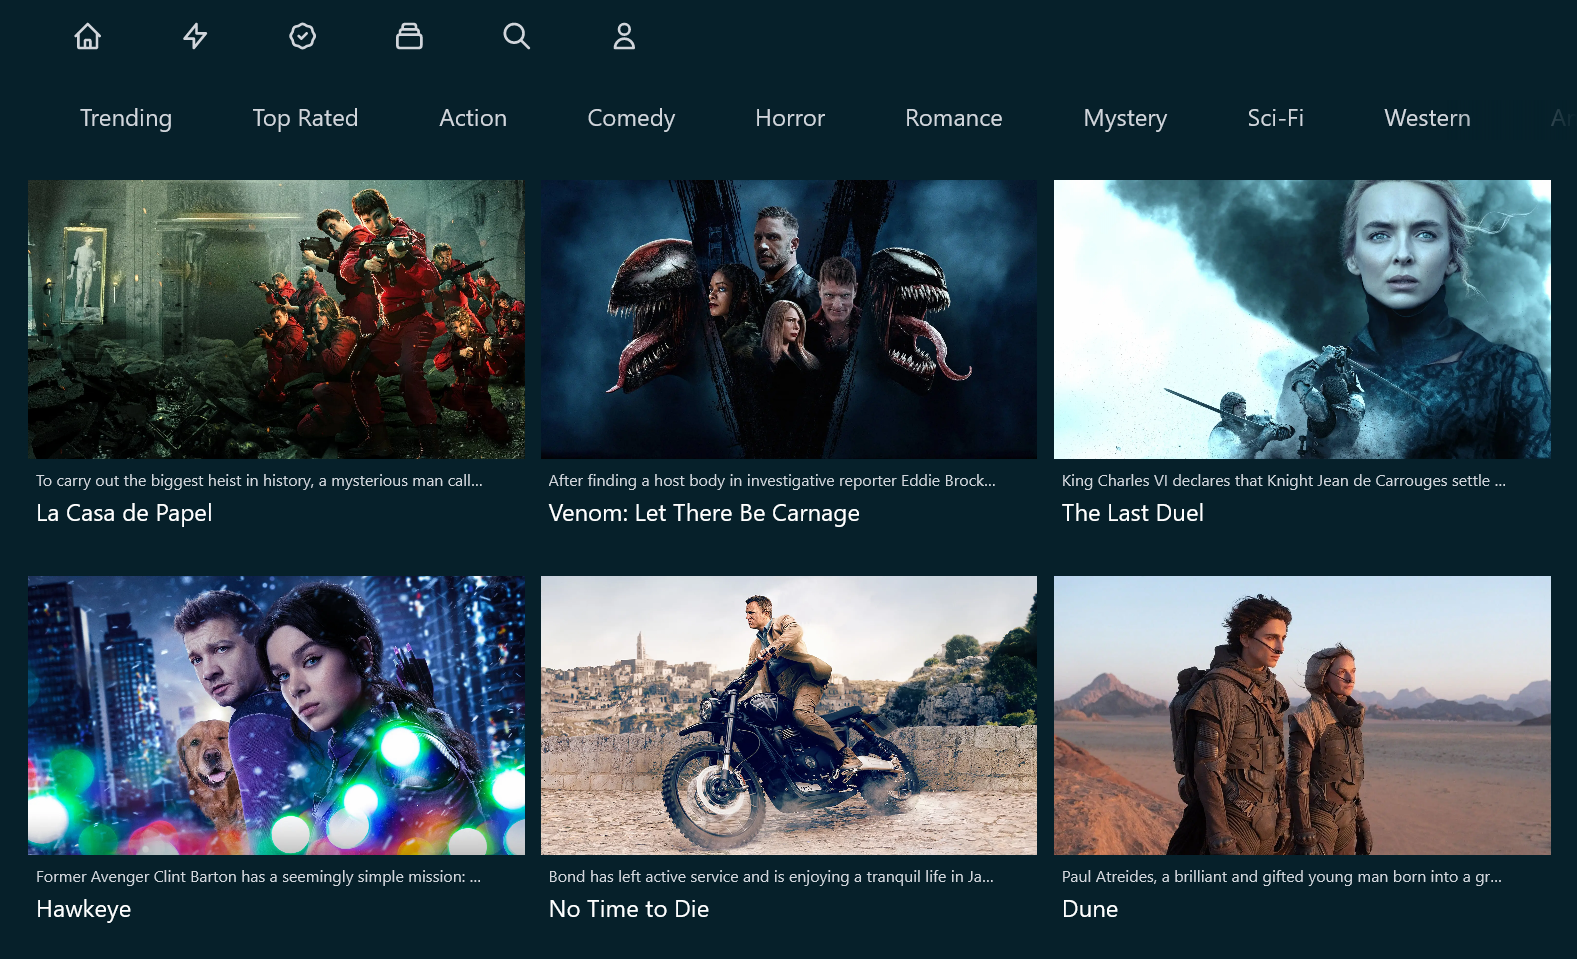 Trending Top Rated Action Comedy Horror Romance Mystery Sci-Fi Western
To carry out the biggest heist in history, a mysterious man call...
La Casa de Papel
After finding a host body in investigative reporter Eddie Brock...
Venom: Let There Be Carnage
King Charles VI declares that Knight Jean de Carrouges settle ...
The Last Duel
Former Avenger Clint Barton has a seemingly simple mission: ...
Hawkeye
Bond has left active service and is enjoying a tranquil life in Ja...
No Time to Die
Paul Atreides, a brilliant and gifted young man born into a gr...
Dune